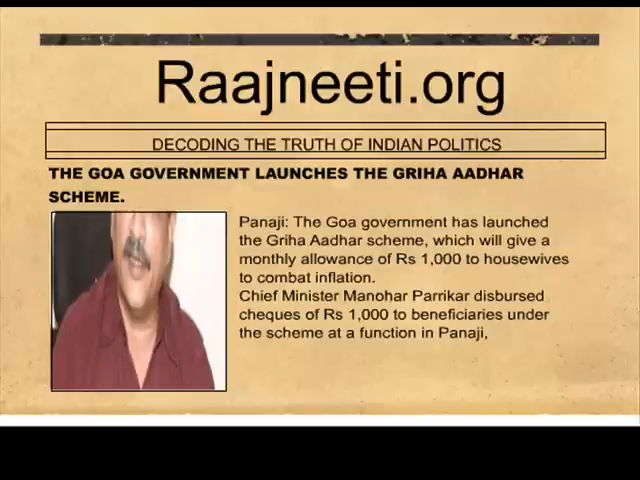 Raajneeti.org
DECODING THE TRUTH OF INDIAN POLITICS
THE GOA GOVERNMENT LAUNCHES THE GRIHA AADHAR
SCHEME.
Panaji: The Goa government has launched
the Griha Aadhar scheme, which will give a
monthly allowance of Rs 1,000 to housewives
to combat inflation.
Chief Minister Manohar Parrikar disbursed
cheques of Rs 1,000 to beneficiaries under
the scheme at a function in Panaji,